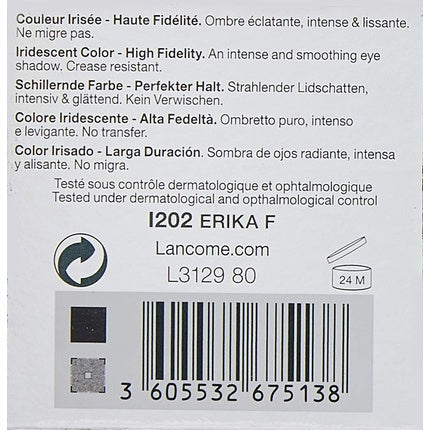 Couleur Irisée - Haute Fidélité. Ombre éclatante, intense & lissante.
Ne migre pas.
Iridescent Color - High Fidelity. An intense and smoothing eye
shadow. Crease resistant.
Schillernde Farbe - Perfekter Halt. Strahlender Lidschatten,
intensiv & glättend. Kein Verwischen.
Colore Iridescente - Alta Fedeltà. Ombretto puro, intenso
e levigante. No transfer.
Color Irisado - Larga Duración. Sombra de ojos radiante, intensa
y alisante. No migra.
Testé sous contrôle dermatologique et ophtalmologique
Tested under dermatological and opthalmological control
I202 ERIKA F
Lancome.com
L3129 80
24 M
3 605532 675138